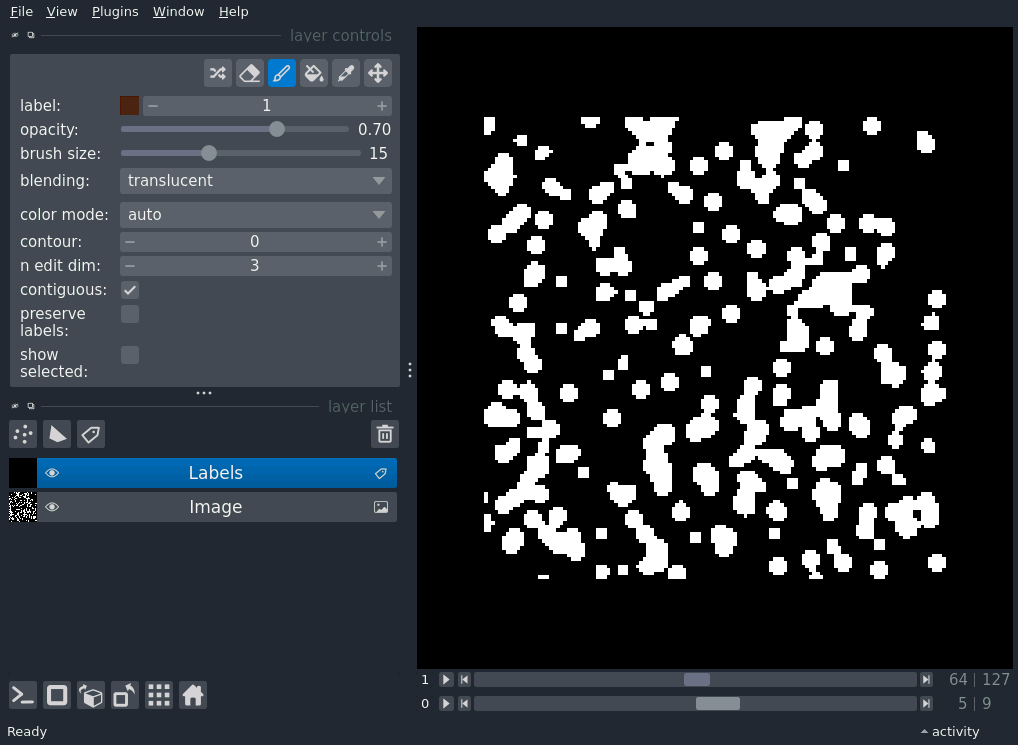 File View Plugins Window Help
layer controls
label: 1
opacity: 0.70
brush size: 15
blending: translucent
color mode: auto
contour: 0
n edit dim: 3
contiguous:
preserve
labels:
show
selected:
layer list
Labels
Image
1 64 | 127
0 5 | 9
Ready activity